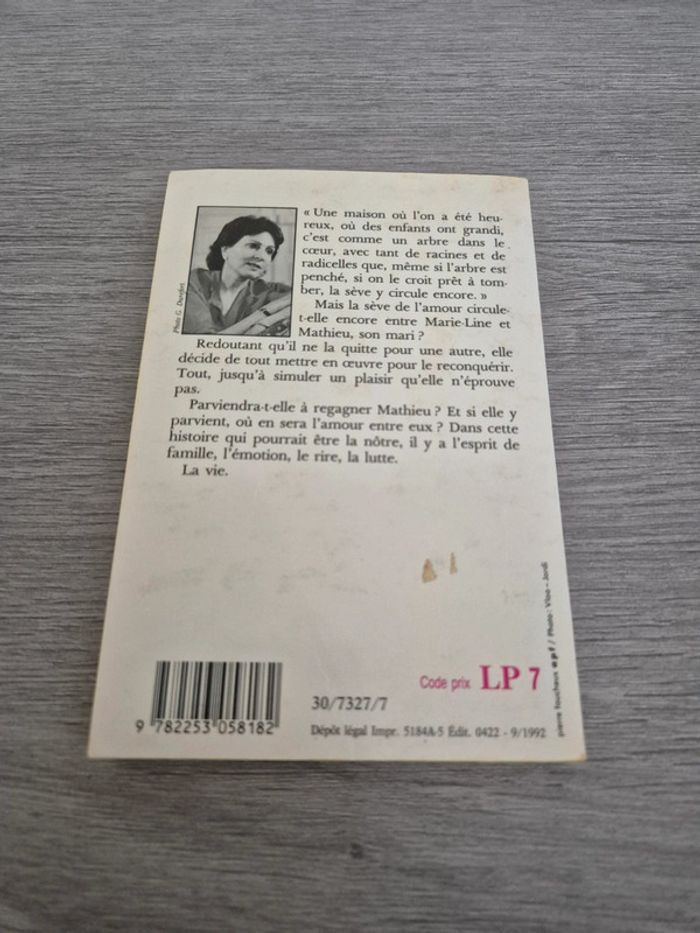 « Une maison où l'on a été heu-
reux, où des enfants ont grandi,
c'est comme un arbre dans le
cœur, avec tant de racines et de
radicelles que, même si l'arbre est
penché, si on le croit prêt à tom-
ber, la sève y circule encore. »
Mais la sève de l'amour circule-
t-elle encore entre Marie-Line et
Mathieu, son mari ?
Redoutant qu'il ne la quitte pour une autre, elle
décide de tout mettre en œuvre pour le reconquérir.
Tout, jusqu'à simuler un plaisir qu'elle n'éprouve
pas.
Parviendra-t-elle à regagner Mathieu ? Et si elle y
parvient, où en sera l'amour entre eux ? Dans cette
histoire qui pourrait être la nôtre, il y a l'esprit de
famille, l'émotion, le rire, la lutte.
La vie.
Photo G.
Code prix LP 7
30/7327/7
9 782253 058182
Dépôt légal Impr. 5184A-5 Édit. 0422 - 9/1992
pierre faucheux / Photo : Vloo - Jordi